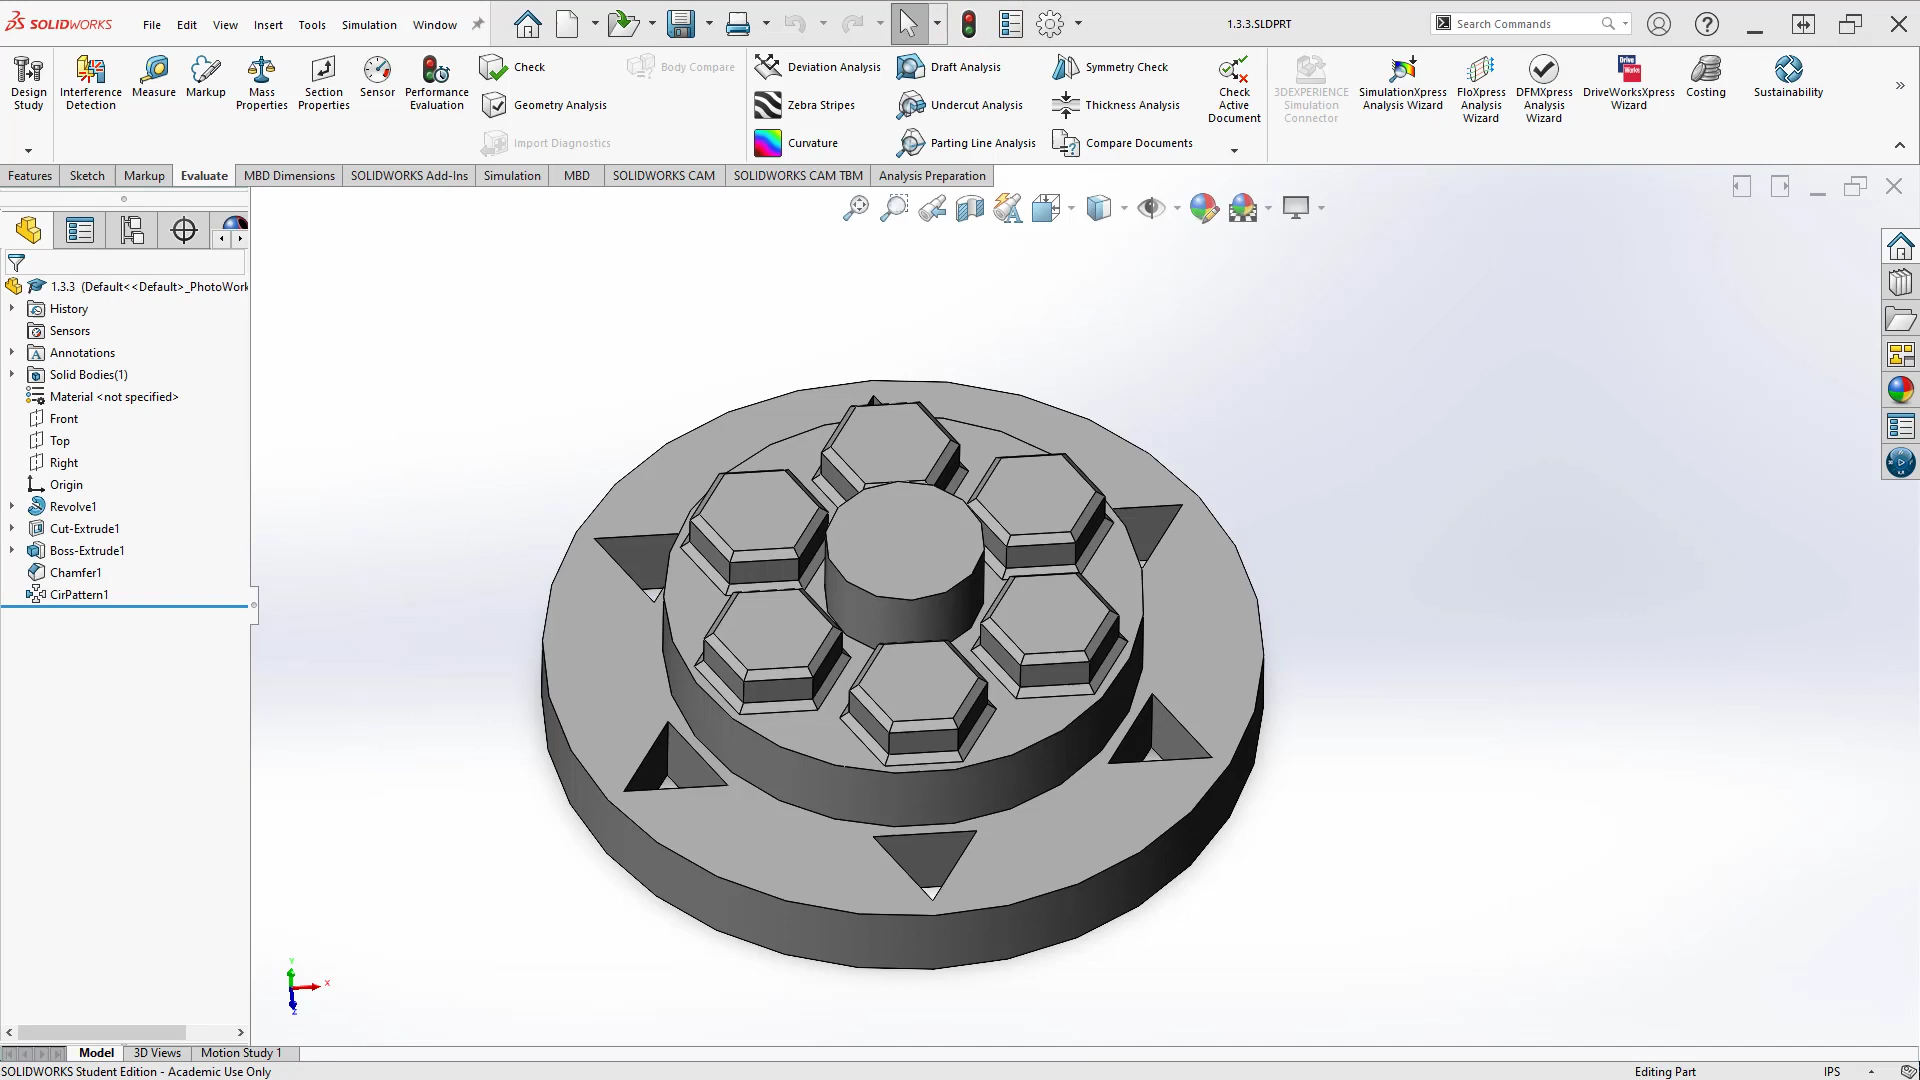 SOLIDWORKS
File Edit View Insert Tools Simulation Window
1.3.3.SLDPRT
Search Commands
Design Study
Interference Detection
Measure
Markup
Mass Properties
Section Properties
Sensor
Performance Evaluation
Check
Geometry Analysis
Import Diagnostics
Body Compare
Deviation Analysis
Zebra Stripes
Curvature
Draft Analysis
Undercut Analysis
Parting Line Analysis
Symmetry Check
Thickness Analysis
Compare Documents
Check Active Document
3DEXPERIENCE Simulation Connector
SimulationXpress Analysis Wizard
FloXpress Analysis Wizard
DFMXpress Analysis Wizard
DriveWorksXpress Wizard
Costing
Sustainability
Features Sketch Markup Evaluate MBD Dimensions SOLIDWORKS Add-Ins Simulation MBD SOLIDWORKS CAM SOLIDWORKS CAM TBM Analysis Preparation
1.3.3 (Default<<Default>_PhotoWork
History
Sensors
Annotations
Solid Bodies(1)
Material <not specified>
Front
Top
Right
Origin
Revolve1
Cut-Extrude1
Boss-Extrude1
Chamfer1
CirPattern1
Y
X
Z
Model 3D Views Motion Study 1
SOLIDWORKS Student Edition - Academic Use Only
Editing Part
IPS